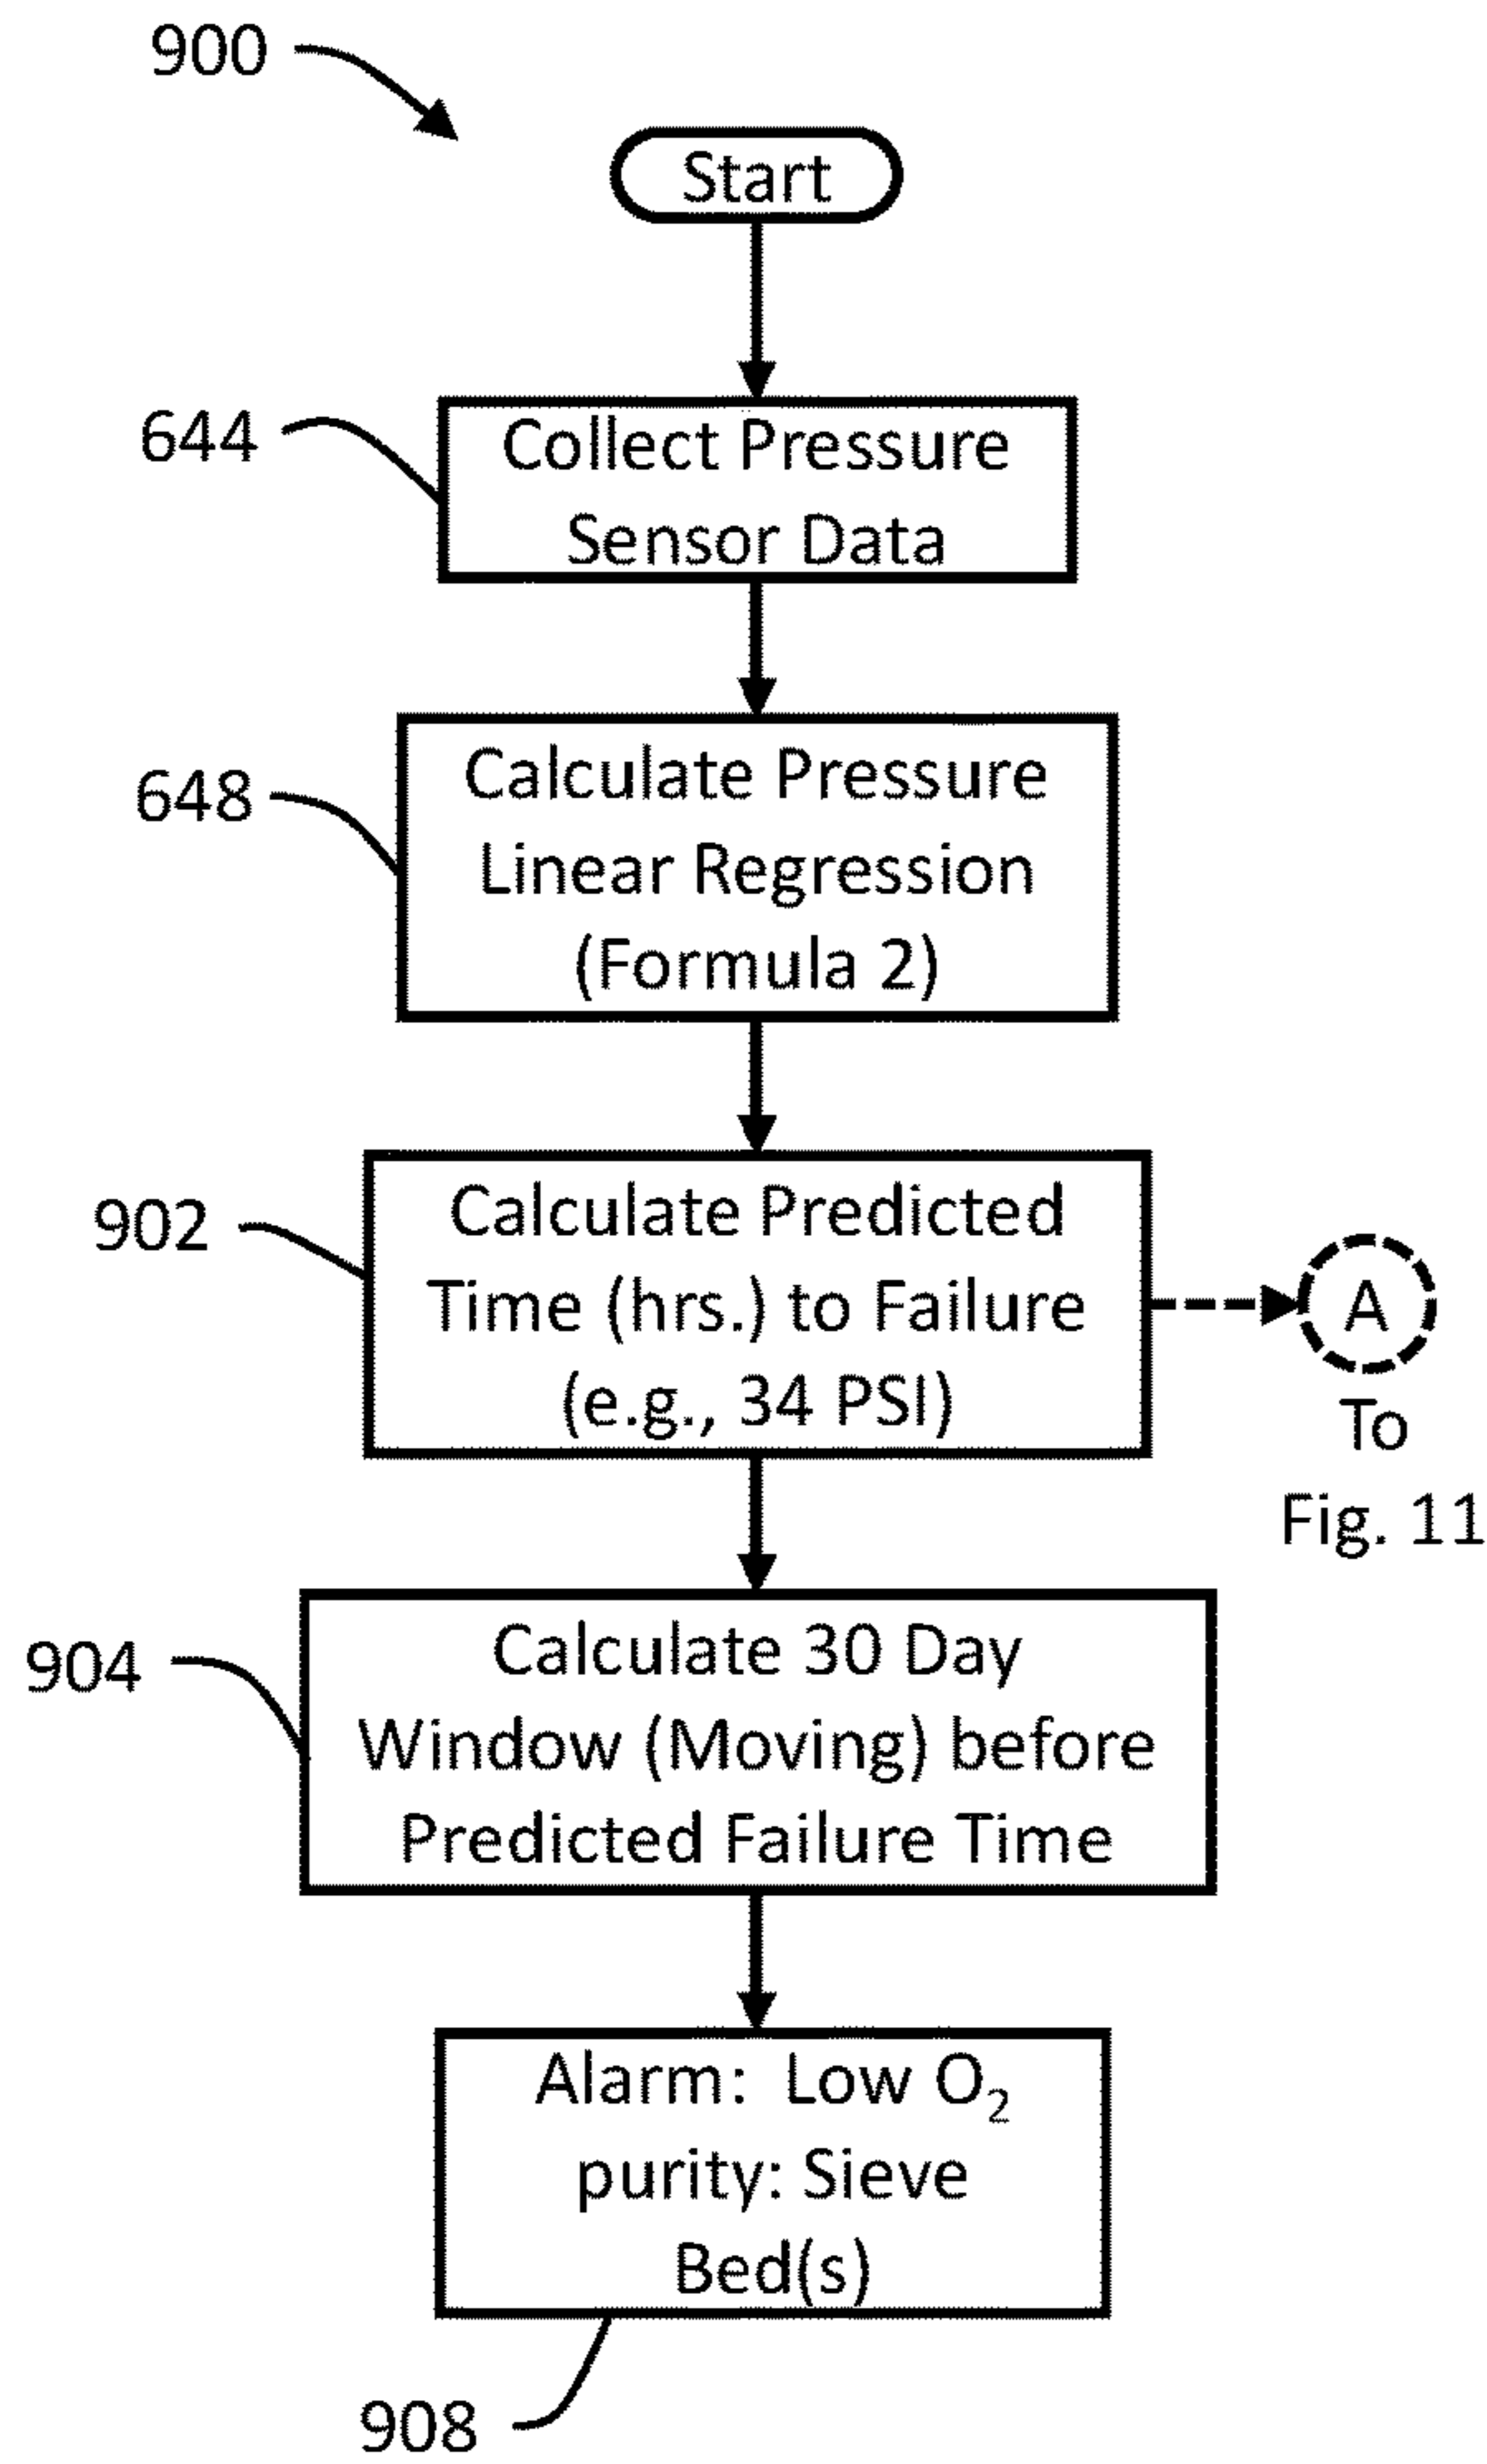 900
Start
644
Collect Pressure
Sensor Data
648
Calculate Pressure
Linear Regression
(Formula 2)
902
Calculate Predicted
Time (hrs.) to Failure
(e.g., 34 PSI)
A
To
Fig. 11
904
Calculate 30 Day
Window (Moving) before
Predicted Failure Time
Alarm: Low O₂
purity: Sieve
Bed(s)
908